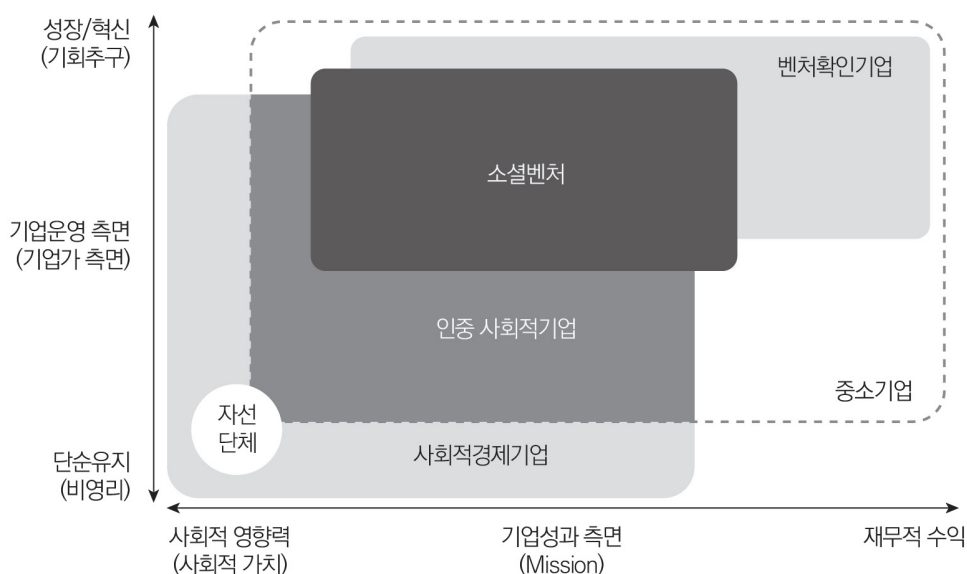 성장/혁신
(기회추구)
벤처확인기업
소셜벤처
기업운영 측면
(기업가 측면)
인중 사회적기업
중소기업
자선
단체
사회적경제기업
단순유지
(비영리)
사회적 영향력
(사회적 가치)
기업성과 측면
(Mission)
재무적 수익